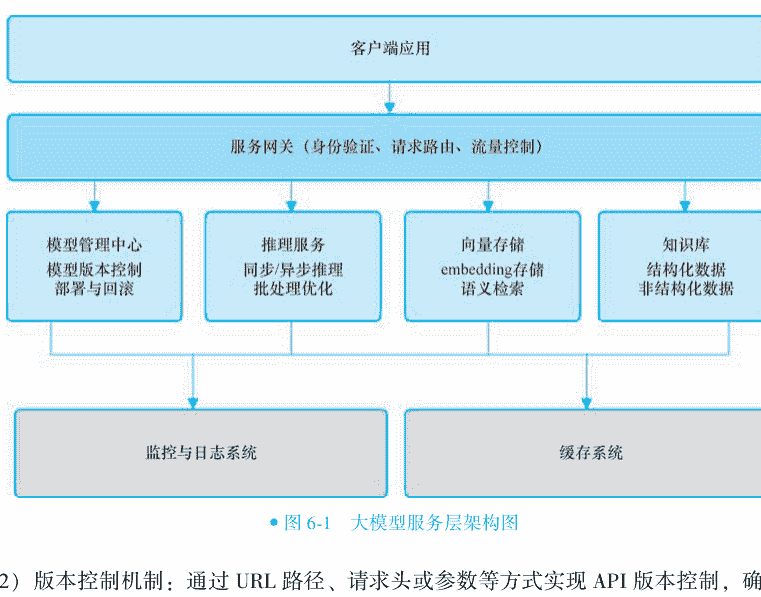 客户端应用
服务网关（身份验证、请求路由、流量控制）
模型管理中心
模型版本控制
部署与回滚
推理服务
同步/异步推理
批处理优化
向量存储
embedding存储
语义检索
知识库
结构化数据
非结构化数据
监控与日志系统
缓存系统
●图 6-1 大模型服务层架构图
2）版本控制机制：通过 URL 路径、请求头或参数等方式实现 API 版本控制，确